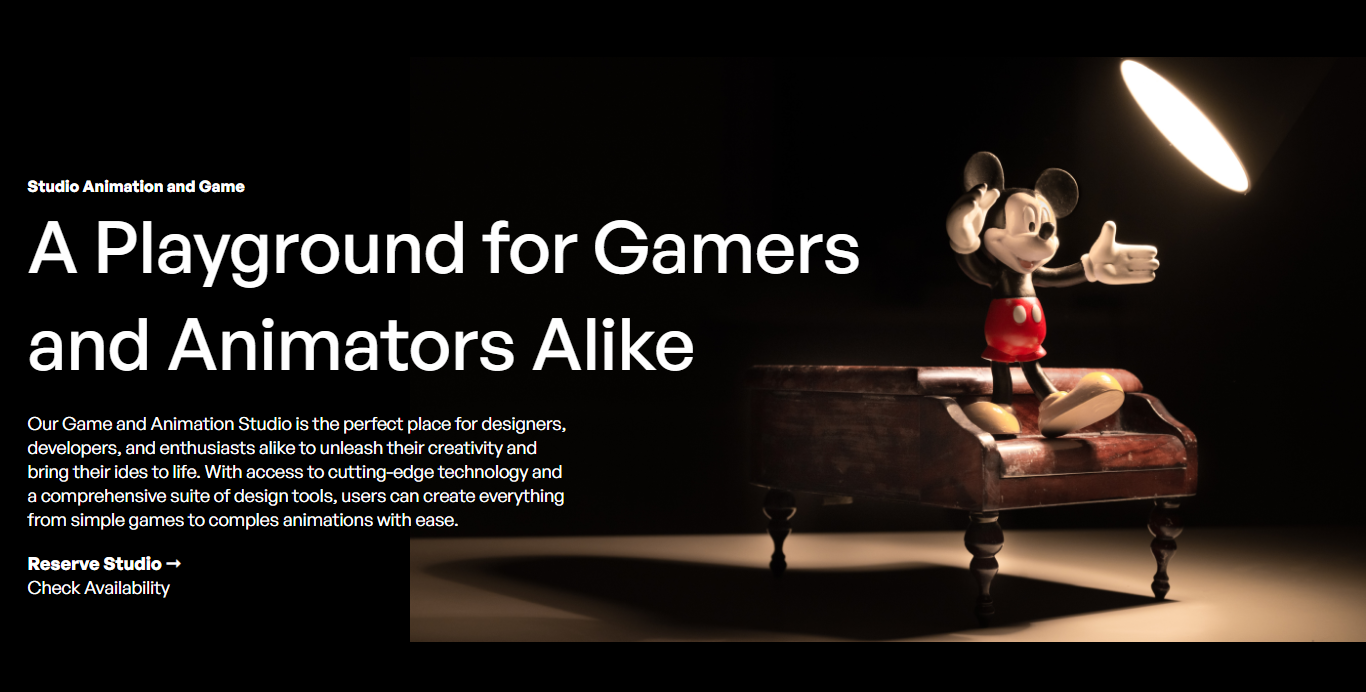 Studio Animation and Game
A Playground for Gamers
and Animators Alike
Our Game and Animation Studio is the perfect place for designers,
developers, and enthusiasts alike to unleash their creativity and
bring their ides to life. With access to cutting-edge technology and
a comprehensive suite of design tools, users can create everything
from simple games to comples animations with ease.
Reserve Studio →
Check Availability